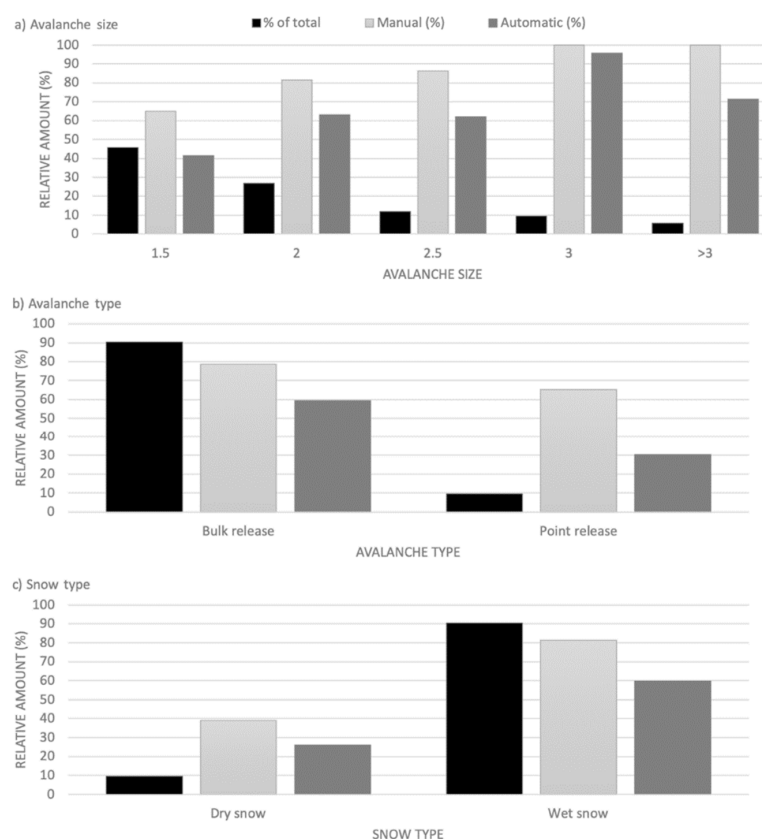 a) Avalanche size
% of total Manual (%) Automatic (%)
RELATIVE AMOUNT (%)
100
90
80
70
60
50
40
30
20
10
0
1.5 2 2.5 3 >3
AVALANCHE SIZE
b) Avalanche type
RELATIVE AMOUNT (%)
100
90
80
70
60
50
40
30
20
10
0
Bulk release Point release
AVALANCHE TYPE
c) Snow type
RELATIVE AMOUNT (%)
100
90
80
70
60
50
40
30
20
10
0
Dry snow Wet snow
SNOW TYPE